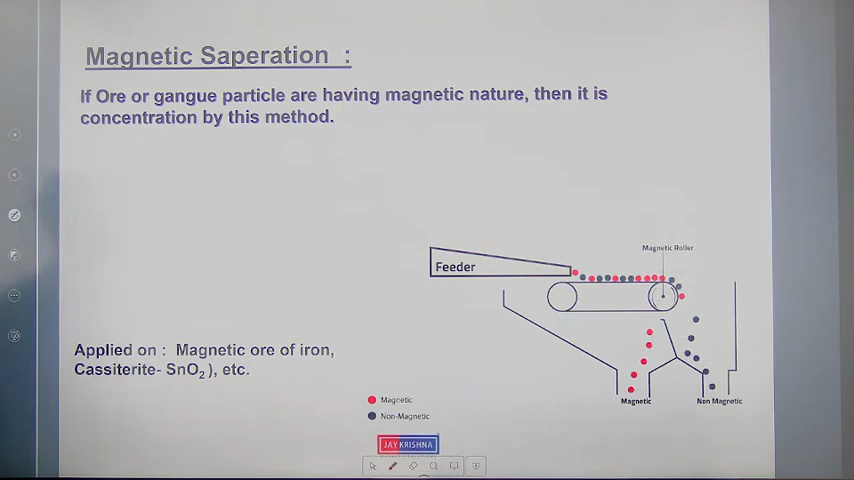 Magnetic Saperation :
If Ore or gangue particle are having magnetic nature, then it is
concentration by this method.
Magnetic Roller
Feeder
Applied on : Magnetic ore of iron,
Cassiterite- SnO₂ ), etc.
Magnetic
Non Magnetic
Magnetic
Non-Magnetic
JAY KRISHNA